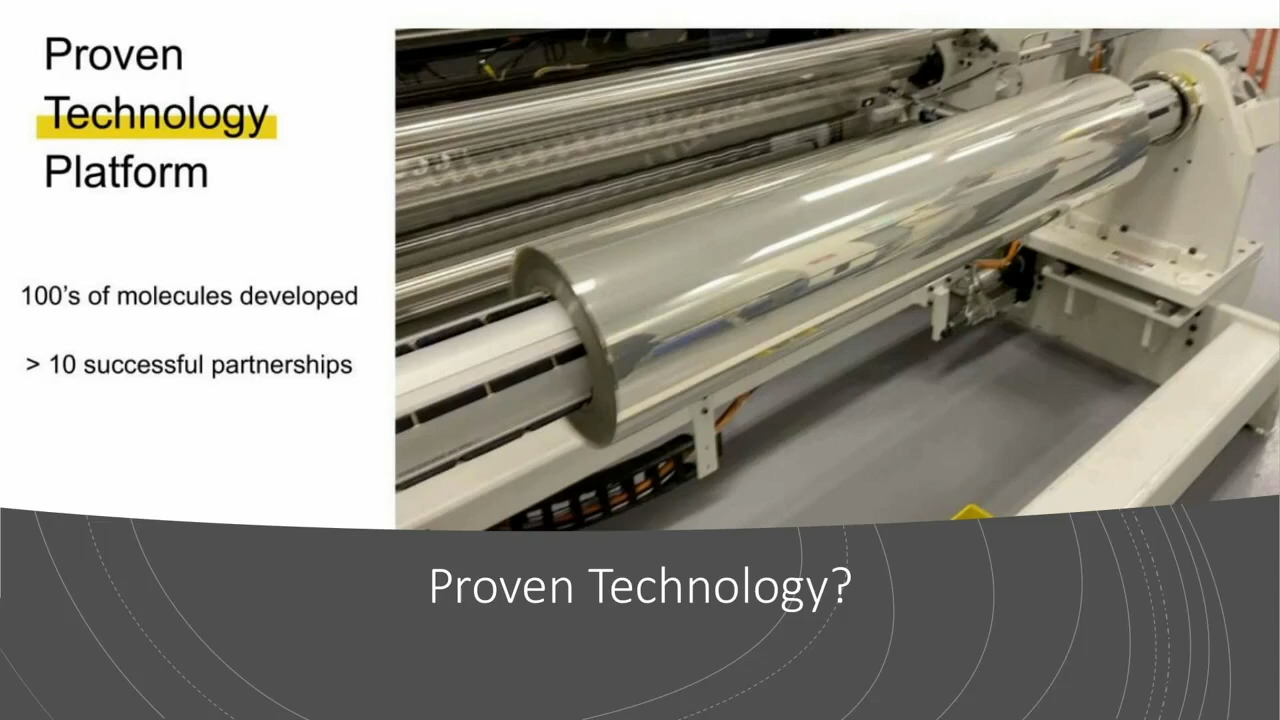 Proven
Technology
Platform
100's of molecules developed
> 10 successful partnerships
Proven Technology?